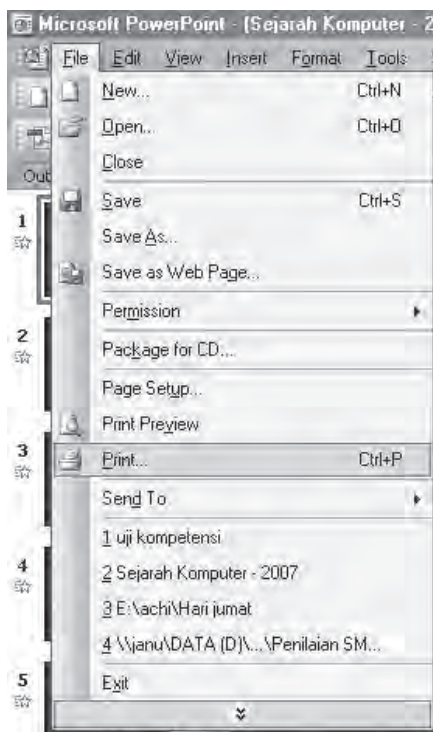 Microsoft PowerPoint - [Sejarah Komputer - 2
File Edit View Insert Format Tools
New... Ctrl+N
Open... Ctrl+O
Close
Out
Save Ctrl+S
1
Save As...
Save as Web Page...
Permission
2
Package for CD...
Page Setup...
Print Preview
3
Print... Ctrl+P
Send To
1 uji kompetensi
4
2 Sejarah Komputer - 2007
3 E:\achi\Hari jumat
4 \\janu\DATA (D)\...\Penilaian SM...
5
Exit